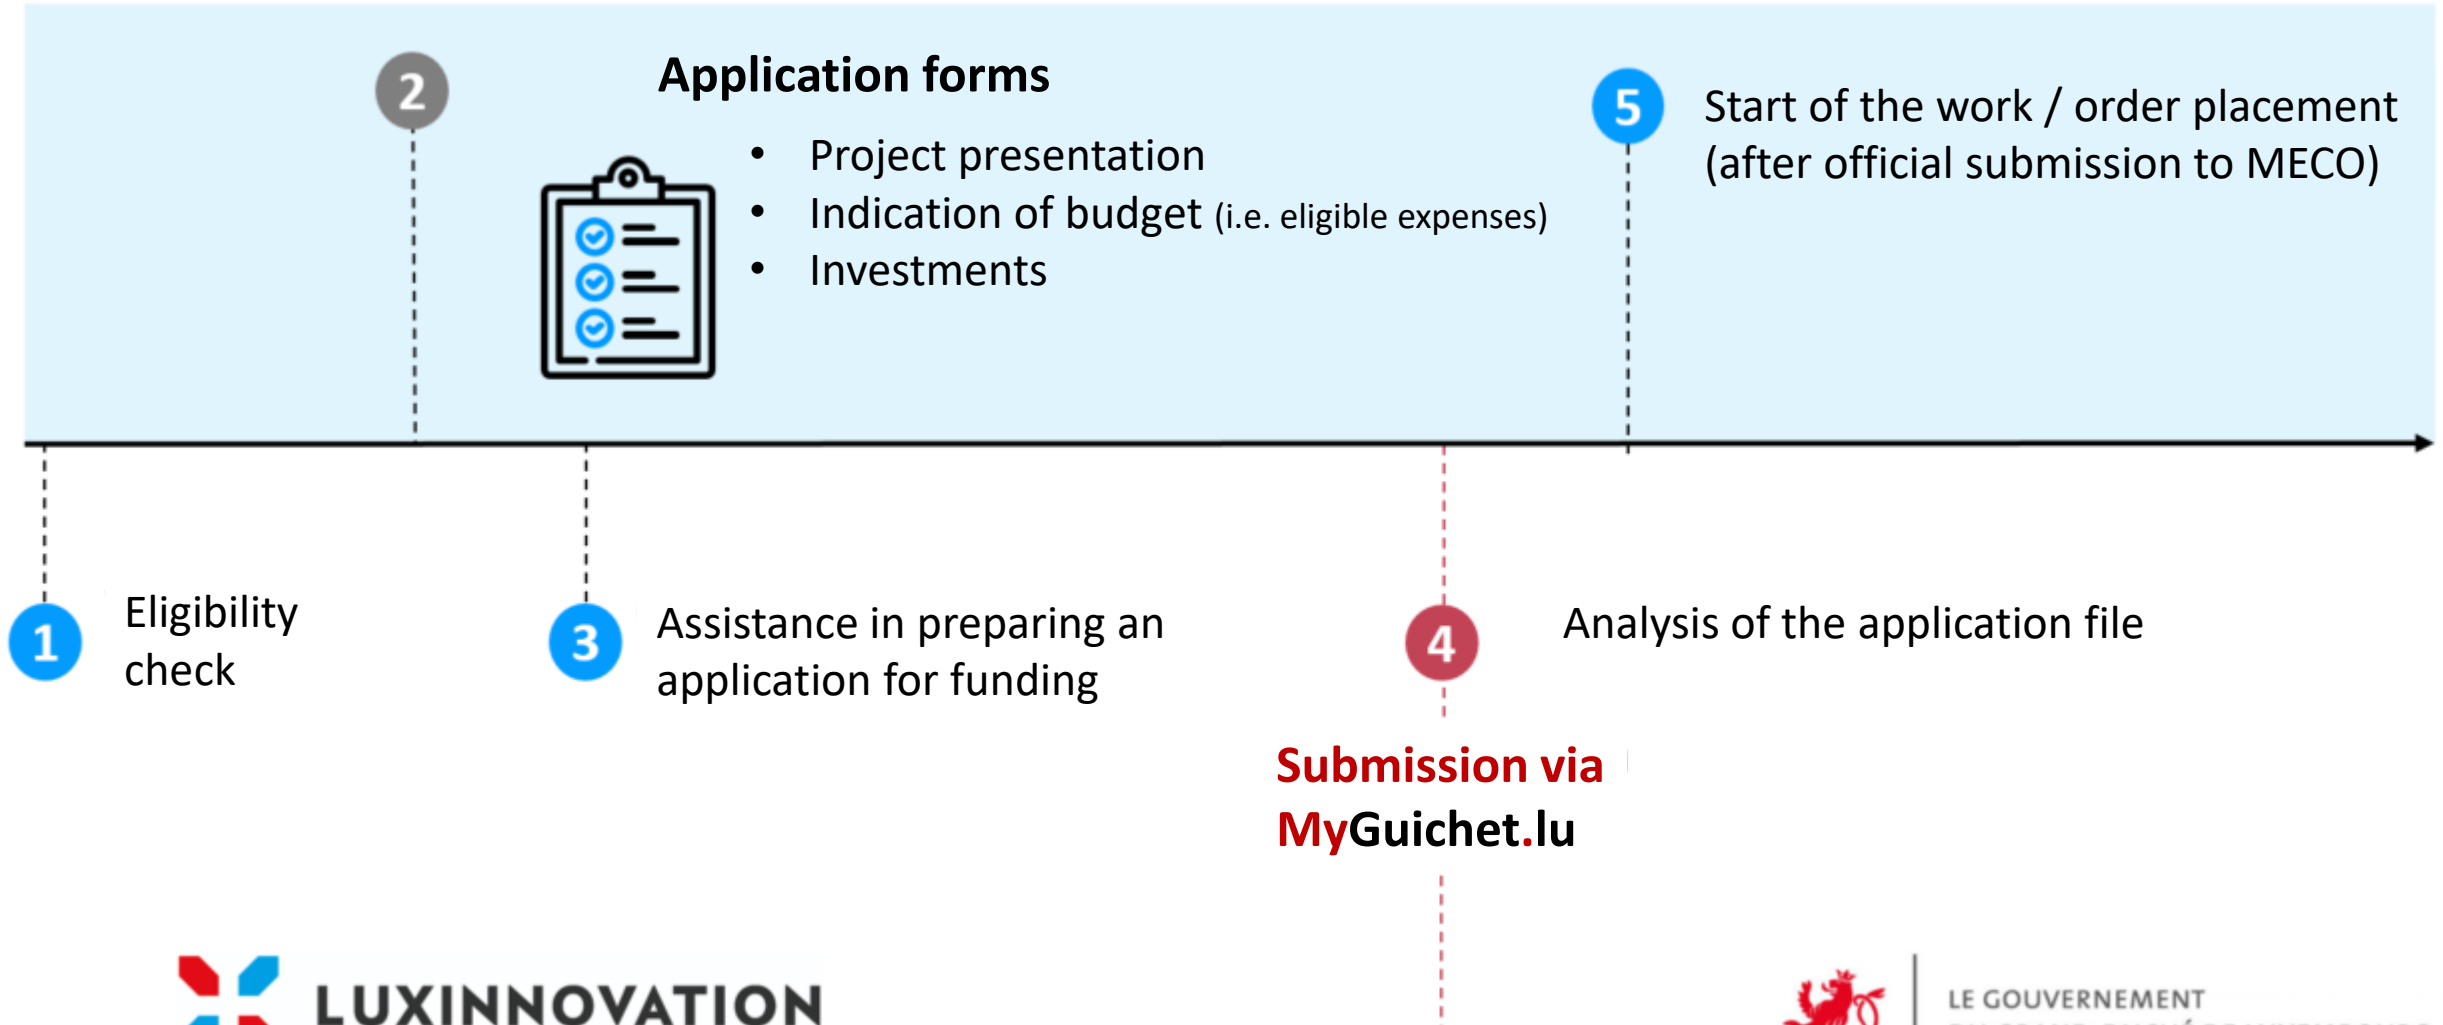 2
Application forms
• Project presentation
• Indication of budget (i.e. eligible expenses)
• Investments
5
Start of the work / order placement
(after official submission to MECO)
1
Eligibility
check
3
Assistance in preparing an
application for funding
4
Analysis of the application file
Submission via
MyGuichet.lu
LUXINNOVATION
LE GOUVERNEMENT